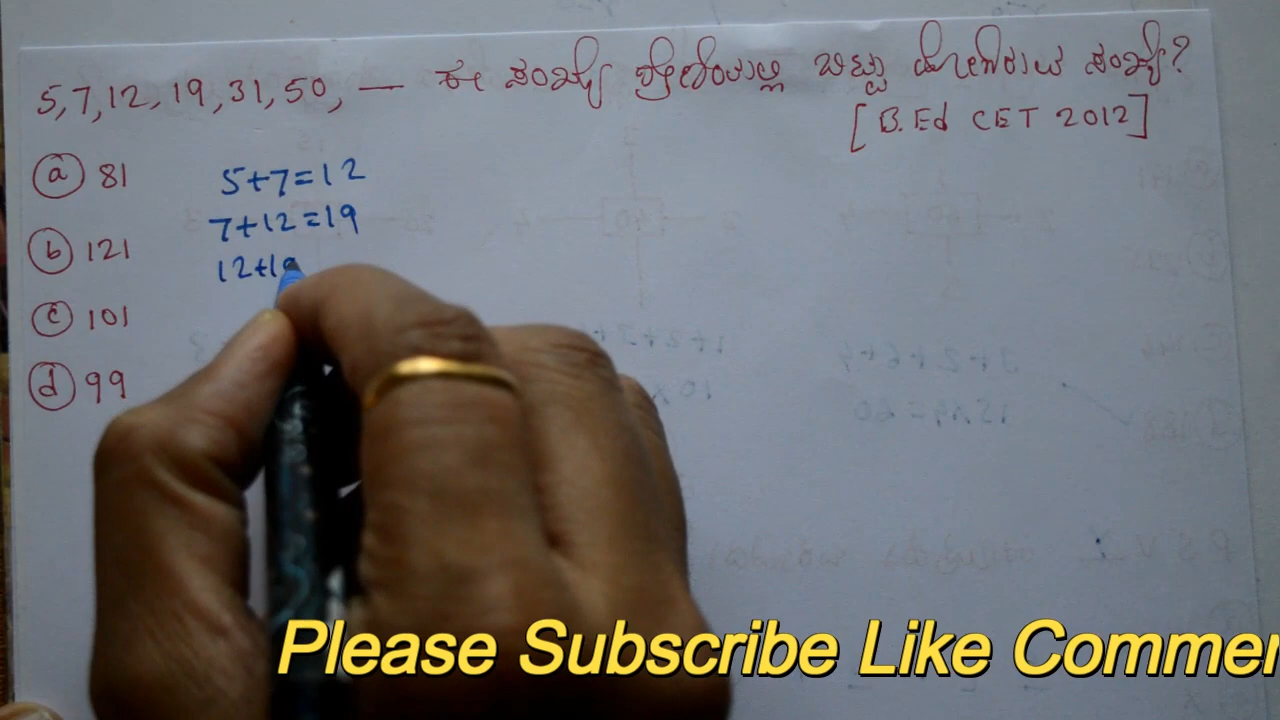 5, 7, 12, 19, 31, 50, — ಈ ಸಂಖ್ಯೆ ಶ್ರೇಣಿಯಲ್ಲಿ ಬಿಟ್ಟು ಹೋಗಿರುವ ಸಂಖ್ಯೆ?
[B.Ed CET 2012]
a 81
b 121
c 101
d 99
5+7=12
7+12=19
12+19
Please Subscribe Like Commen